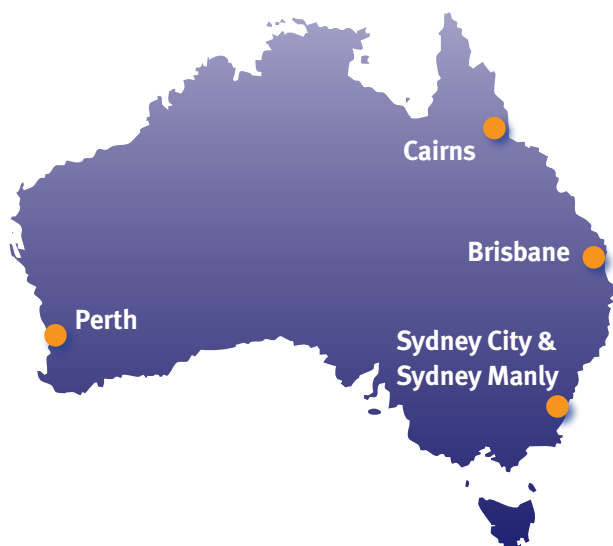 Cairns
Brisbane
Perth
Sydney City &
Sydney Manly